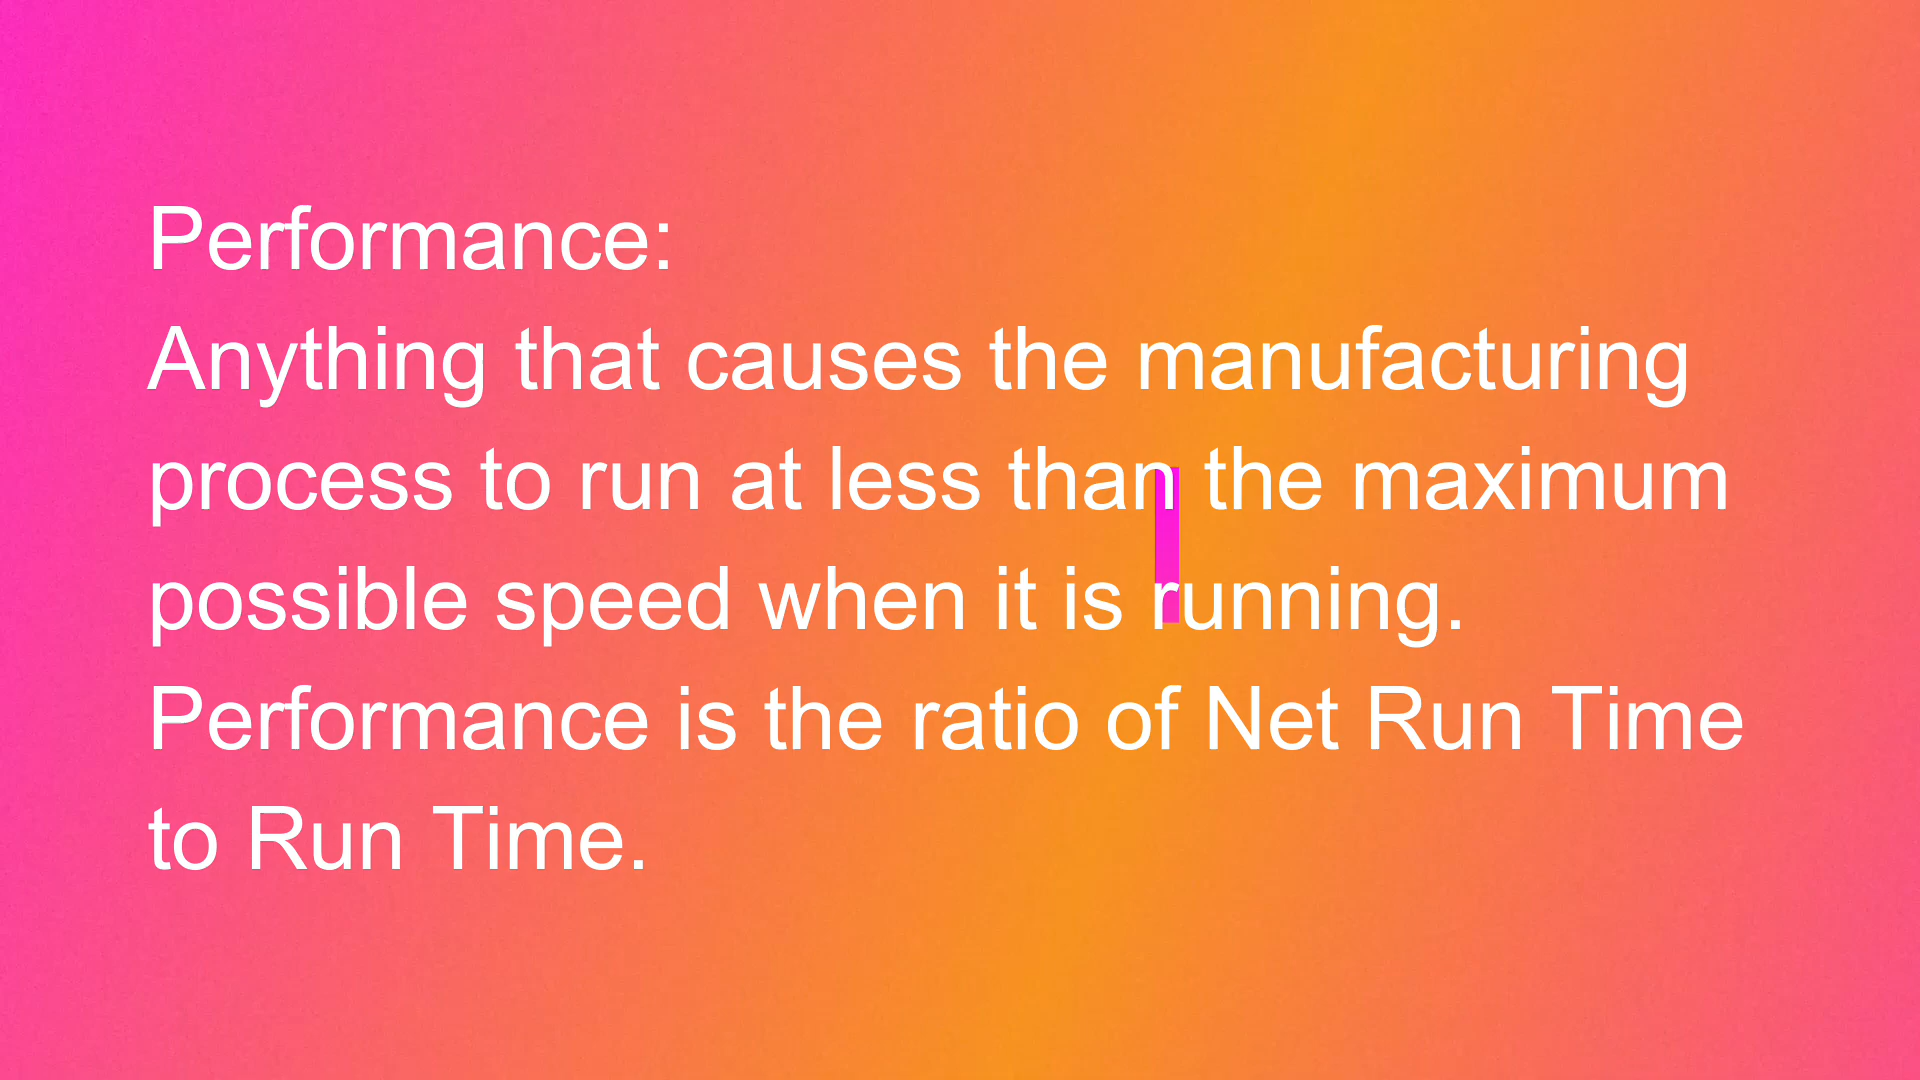 Performance:
Anything that causes the manufacturing
process to run at less than the maximum
possible speed when it is running.
Performance is the ratio of Net Run Time
to Run Time.